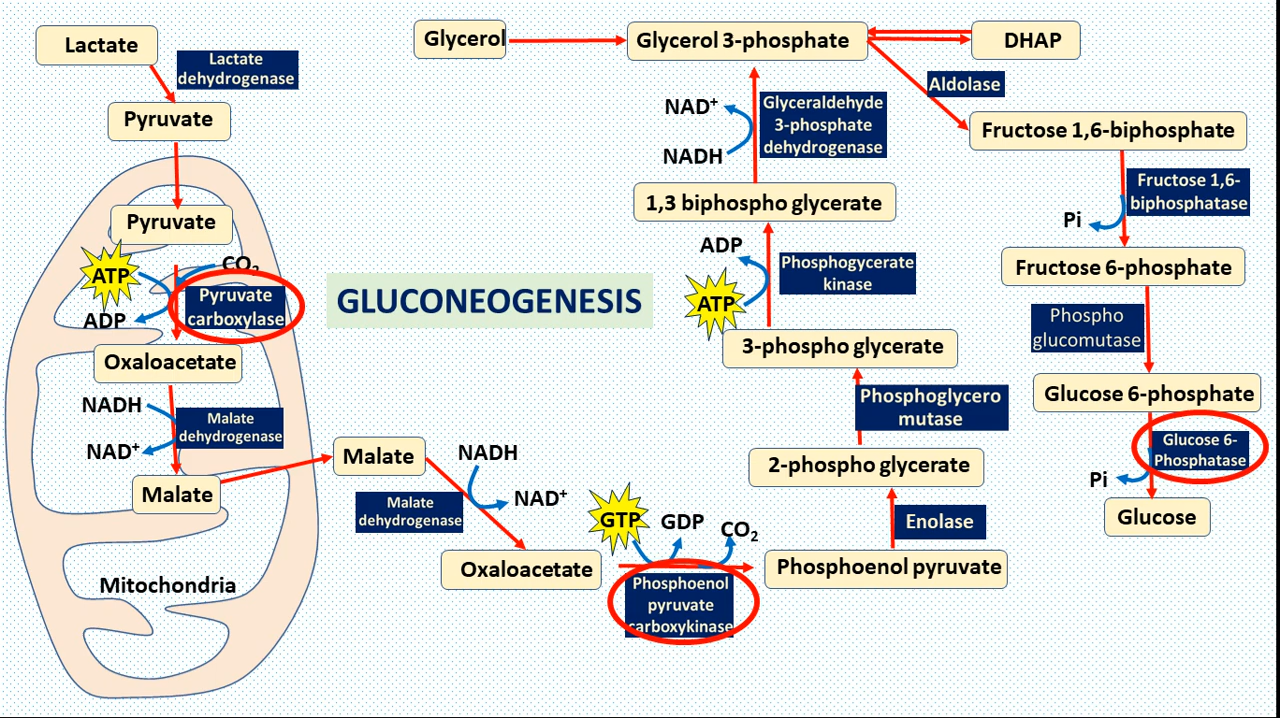 Lactate
Lactate
dehydrogenase
Pyruvate
Pyruvate
ATP
CO2
Pyruvate
carboxylase
ADP
Oxaloacetate
NADH
Malate
dehydrogenase
NAD+
Malate
Mitochondria
GLUCONEOGENESIS
Malate
NADH
Malate
dehydrogenase
NAD+
Oxaloacetate
GTP
GDP
CO2
Phosphoenol
pyruvate
carboxykinase
Phosphoenol pyruvate
Enolase
2-phospho glycerate
Phosphoglycero
mutase
3-phospho glycerate
ATP
ADP
Phosphogycerate
kinase
1,3 biphospho glycerate
NADH
NAD+
Glyceraldehyde
3-phosphate
dehydrogenase
Glycerol
Glycerol 3-phosphate
DHAP
Aldolase
Fructose 1,6-biphosphate
Fructose 1,6-
biphosphatase
Pi
Fructose 6-phosphate
Phospho
glucomutase
Glucose 6-phosphate
Glucose 6-
Phosphatase
Pi
Glucose